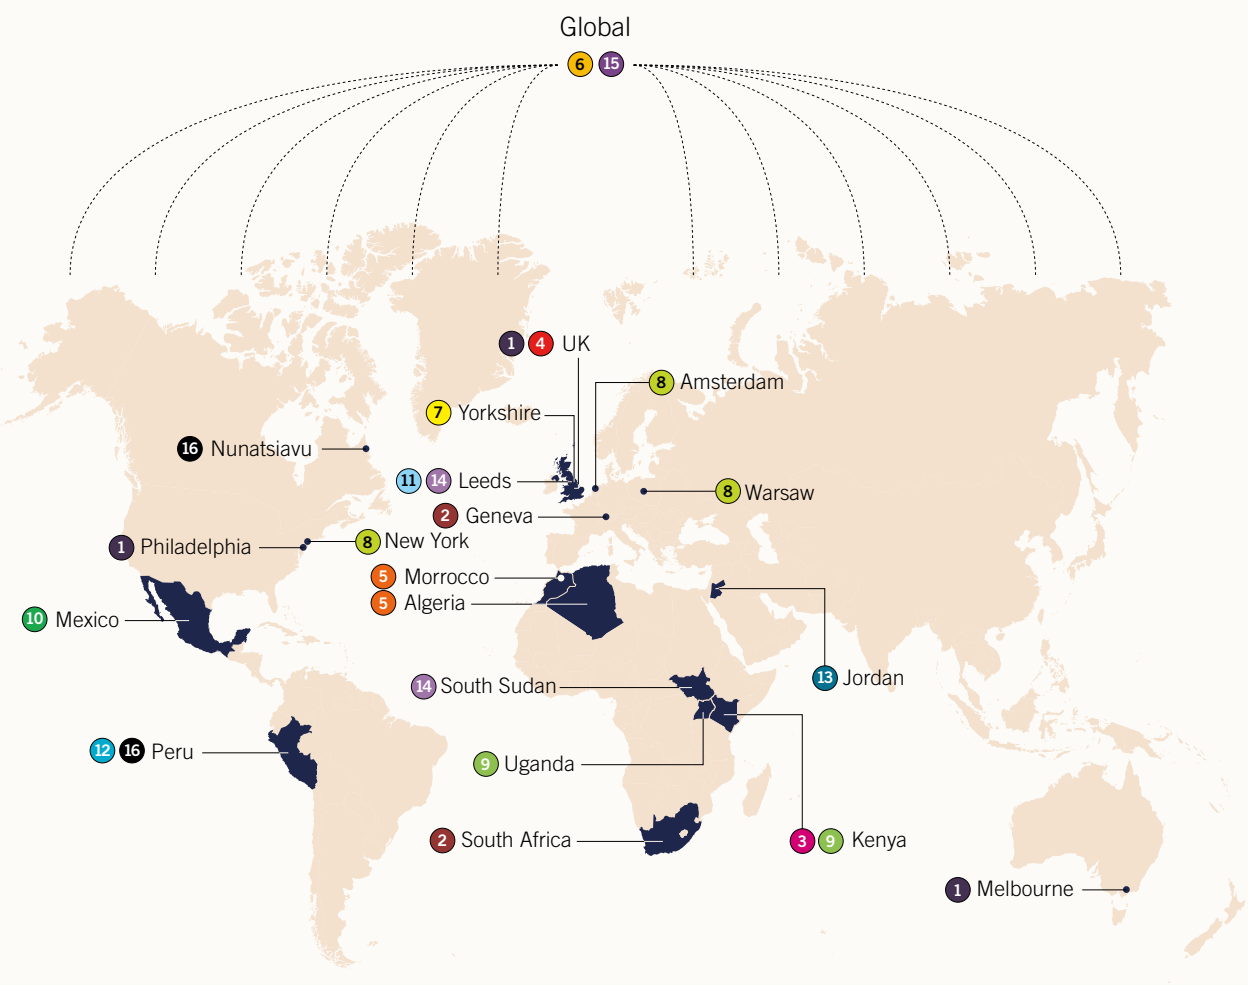 Global
6 15
1 4 UK
8 Amsterdam
7 Yorkshire
16 Nunatsiavu
11 14 Leeds
8 Warsaw
2 Geneva
8 New York
1 Philadelphia
5 Morrocco
5 Algeria
10 Mexico
13 Jordan
14 South Sudan
12 16 Peru
9 Uganda
2 South Africa
3 9 Kenya
1 Melbourne